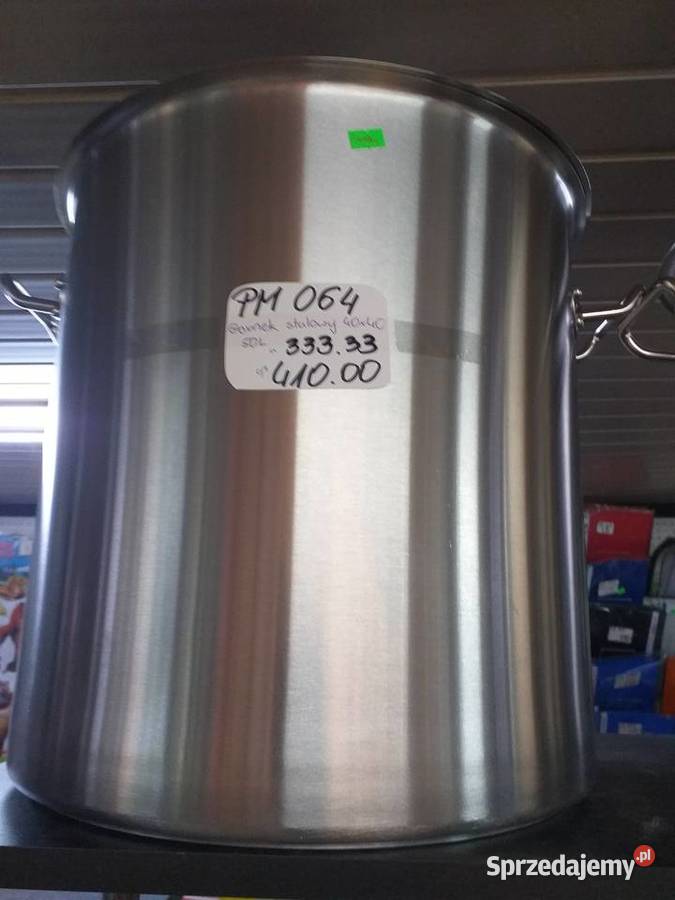 PM 064
Garnek stalowy 40x40
50L 333.33
410.00
Sprzedajemy.pl